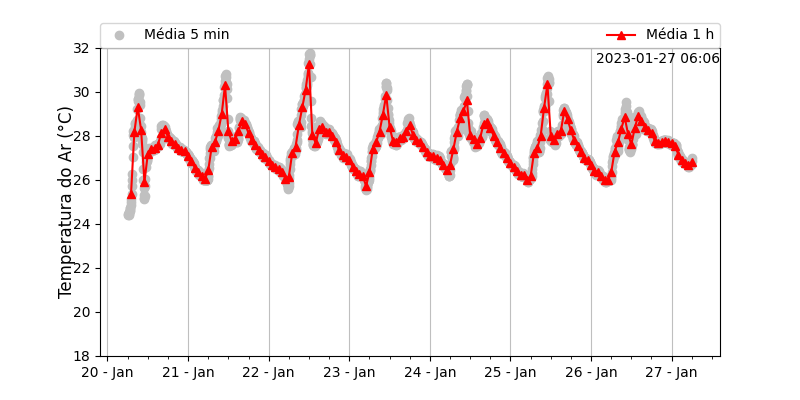 Média 5 min
Média 1 h
2023-01-27 06:06
Temperatura do Ar (°C)
32
30
28
26
24
22
20
18
20 - Jan
21 - Jan
22 - Jan
23 - Jan
24 - Jan
25 - Jan
26 - Jan
27 - Jan